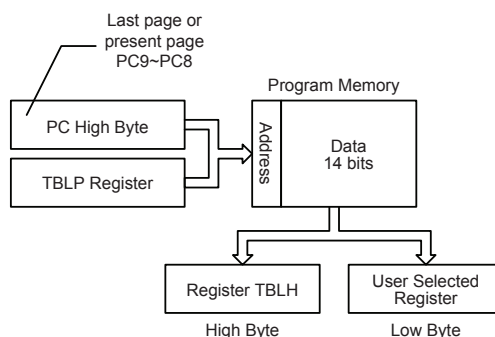 Last page or
present page
PC9~PC8
Program Memory
PC High Byte
TBLP Register
Address
Data
14 bits
Register TBLH
User Selected
Register
High Byte
Low Byte